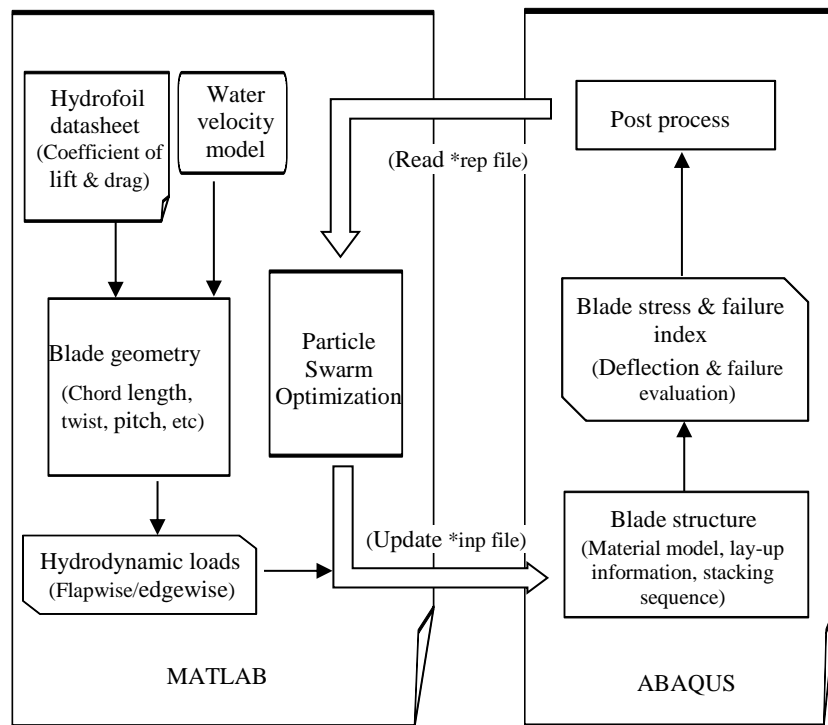 Hydrofoil
datasheet
(Coefficient of
lift & drag)
Water
velocity
model
Blade geometry
(Chord length,
twist, pitch, etc)
Hydrodynamic loads
(Flapwise/edgewise)
Particle
Swarm
Optimization
(Read *rep file)
(Update *inp file)
MATLAB
Post process
Blade stress & failure
index
(Deflection & failure
evaluation)
Blade structure
(Material model, lay-up
information, stacking
sequence)
ABAQUS